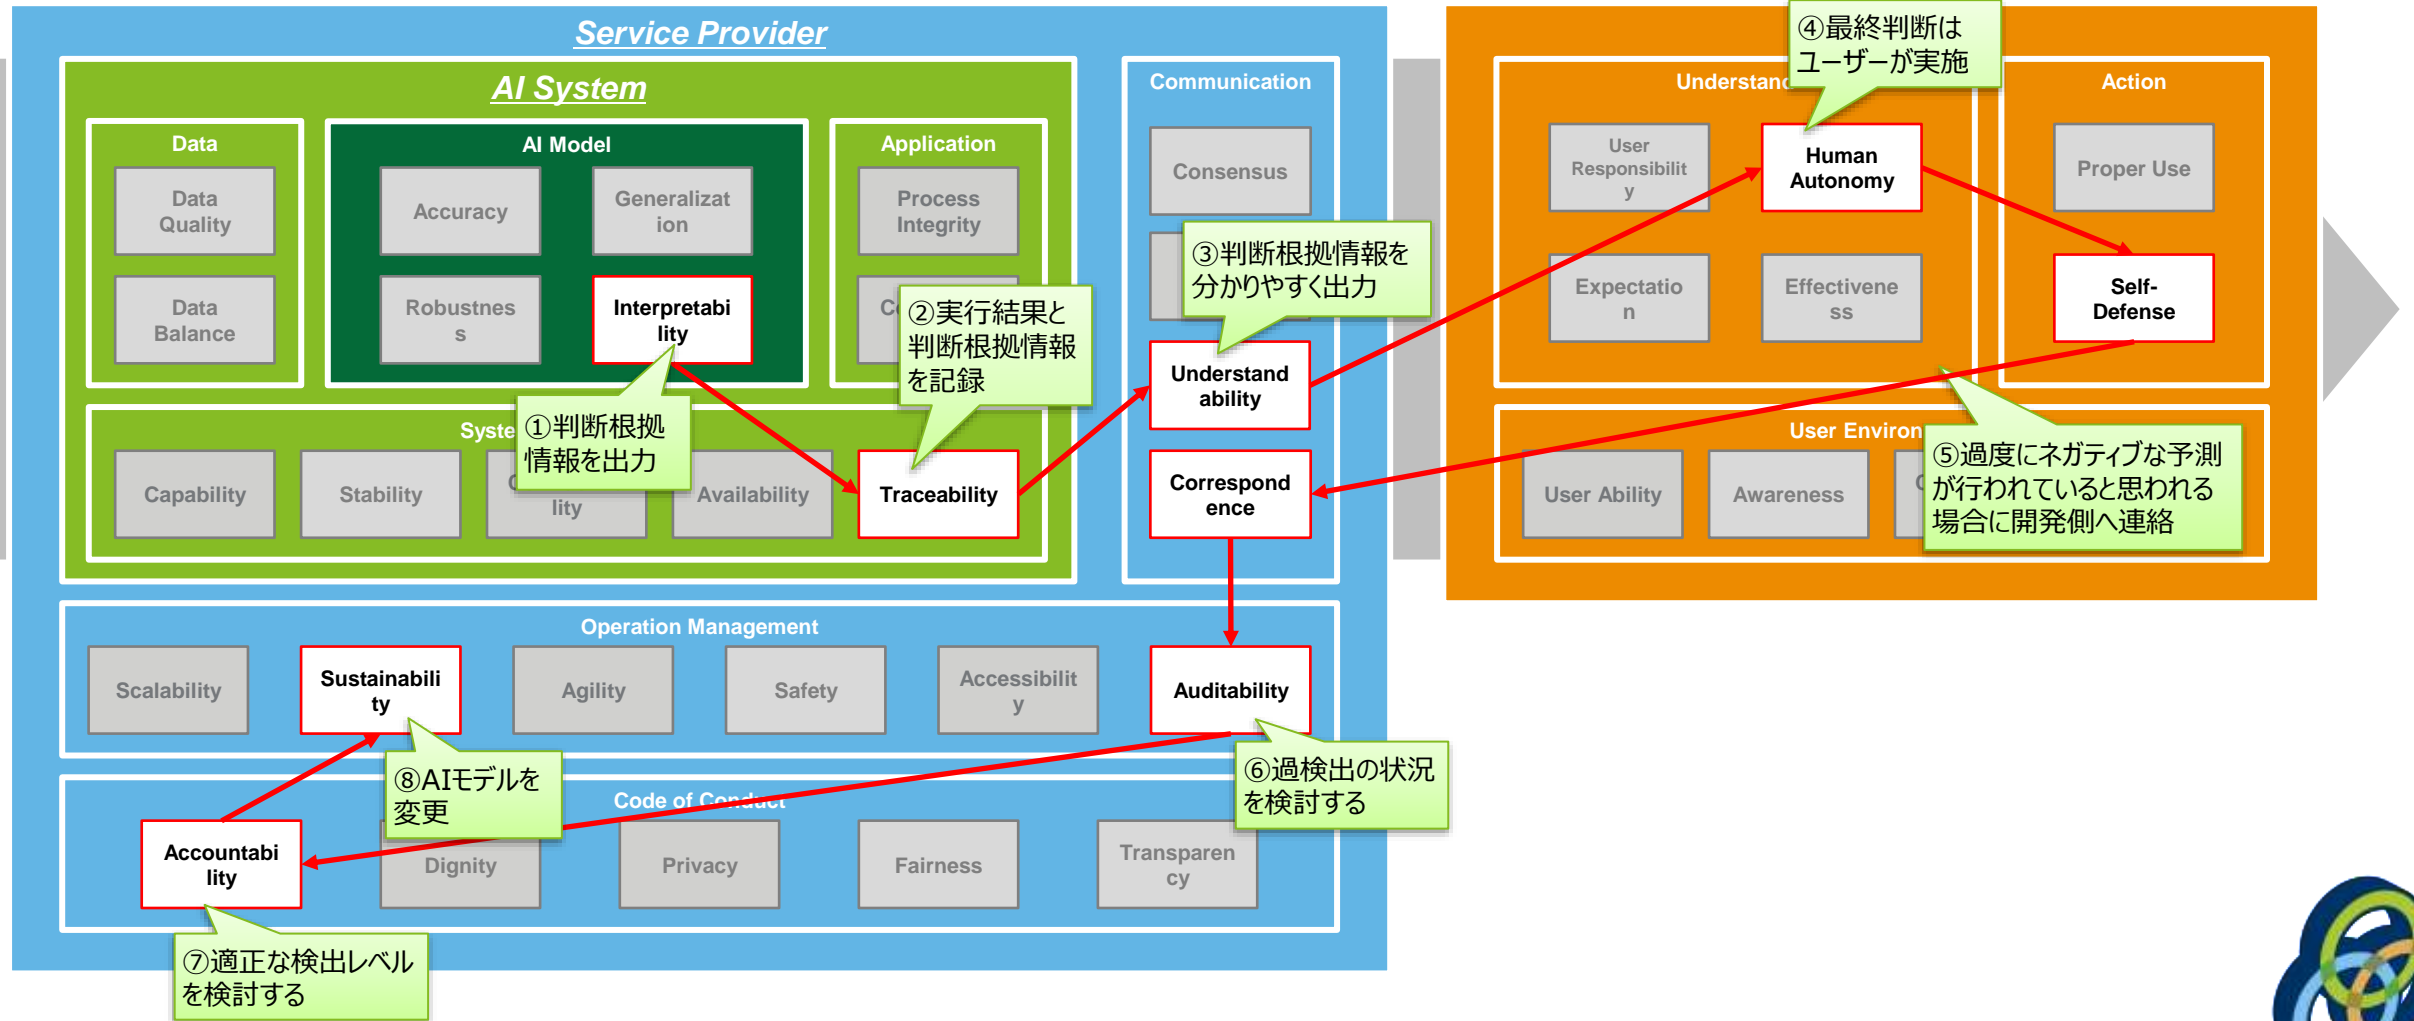 Service Provider
AI System
Data
Data
Quality
Data
Balance
AI Model
Accuracy
Generalizat
ion
Robustnes
s
Interpretabi
lity
Application
Process
Integrity
①判断根拠
情報を出力
②実行結果と
判断根拠情報
を記録
Capability
Stability
lity
Availability
Traceability
Communication
Consensus
③判断根拠情報を
分かりやすく出力
Understand
ability
Correspond
ence
Operation Management
Scalability
Sustainabili
ty
Agility
Safety
Accessibilit
y
Auditability
⑧AIモデルを
変更
⑥過検出の状況
を検討する
Code of Conduct
Accountabi
lity
Dignity
Privacy
Fairness
Transparen
cy
⑦適正な検出レベル
を検討する
④最終判断は
ユーザーが実施
User
Responsibilit
y
Human
Autonomy
Expectatio
n
Effectivene
ss
Action
Proper Use
Self-
Defense
User
User Ability
Awareness
⑤過度にネガティブな予測
が行われていると思われる
場合に開発側へ連絡